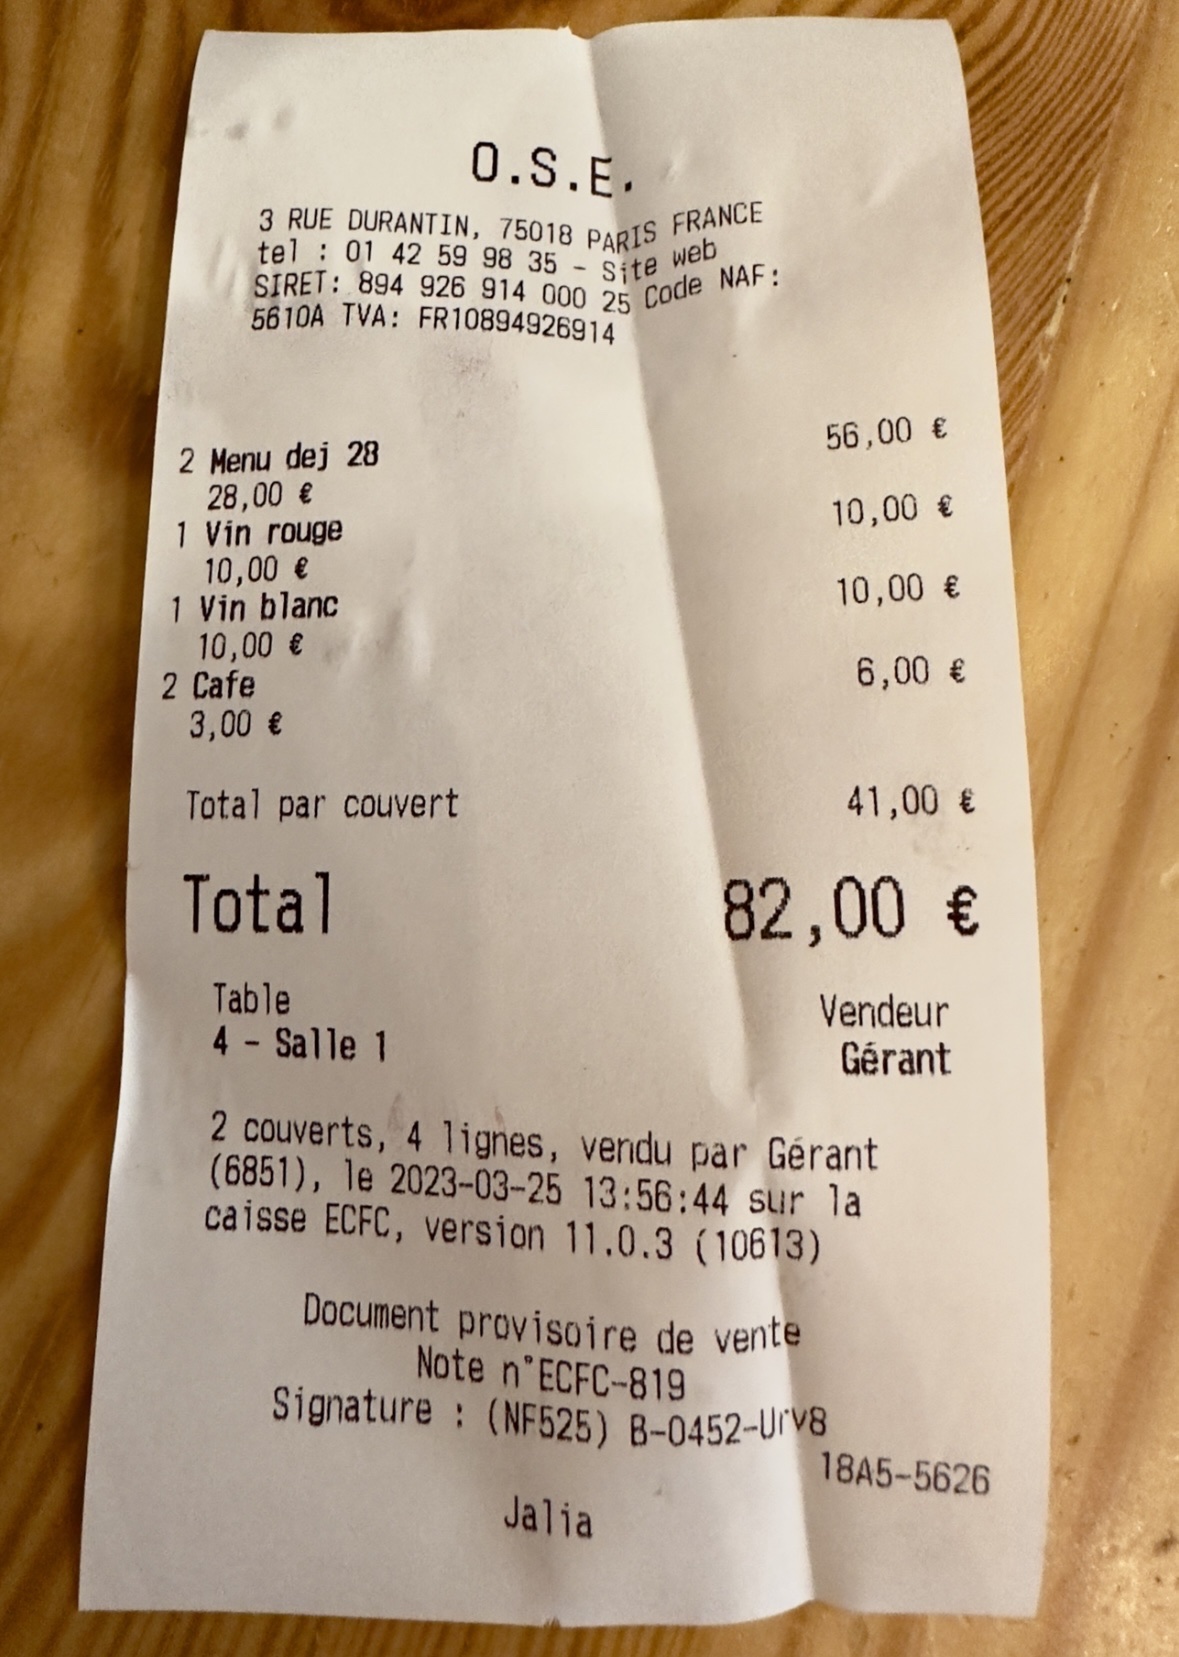 O.S.E.
3 RUE DURANTIN, 75018 PARIS FRANCE
tel : 01 42 59 98 35 - Site web
SIRET: 894 926 914 000 25 Code NAF:
5610A TVA: FR10894926914
2 Menu dej 28 56,00 €
28,00 €
1 Vin rouge 10,00 €
10,00 €
1 Vin blanc 10,00 €
10,00 €
2 Cafe 6,00 €
3,00 €
Total par couvert 41,00 €
Total 82,00 €
Table Vendeur
4 - Salle 1 Gérant
2 couverts, 4 lignes, vendu par Gérant
(6851), le 2023-03-25 13:56:44 sur la
caisse ECFC, version 11.0.3 (10613)
Document provisoire de vente
Note n°ECFC-819
Signature : (NF525) B-0452-Urv8
18A5-5626
Jalia